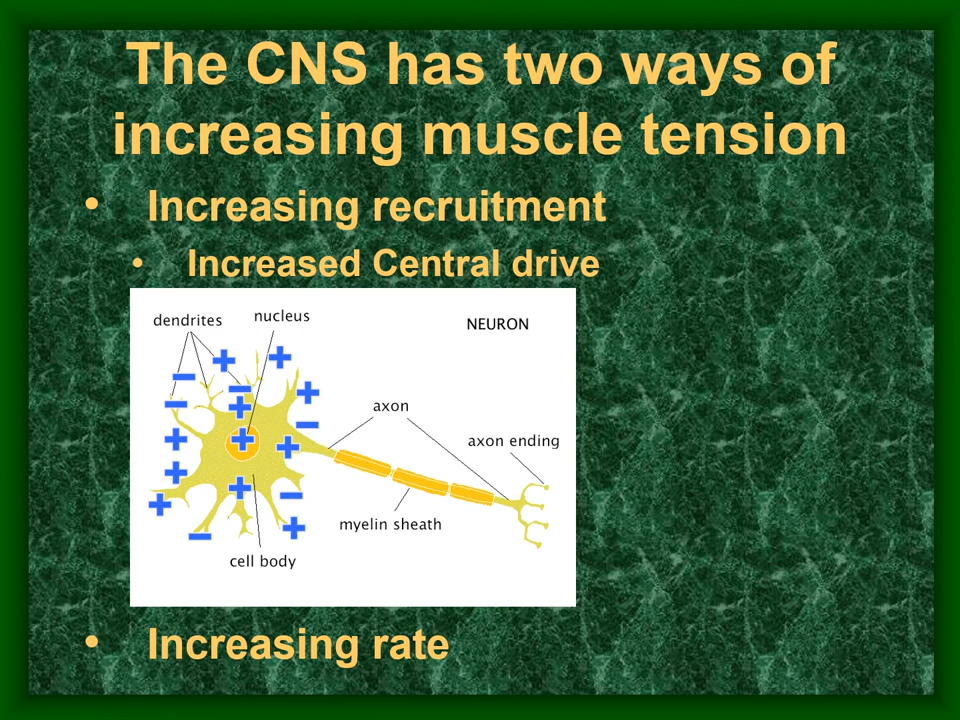 The CNS has two ways of
increasing muscle tension
• Increasing recruitment
• Increased Central drive
dendrites
nucleus
NEURON
axon
axon ending
myelin sheath
cell body
• Increasing rate